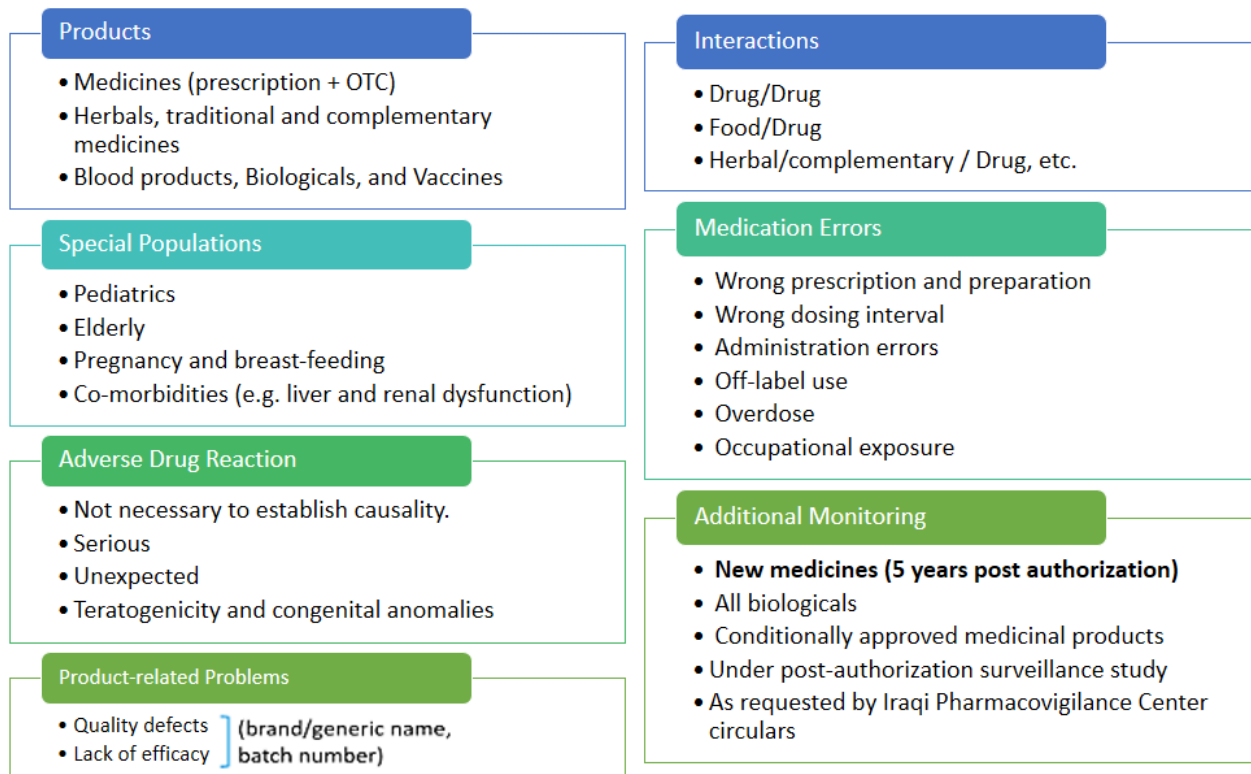 Products
• Medicines (prescription + OTC)
• Herbals, traditional and complementary
medicines
• Blood products, Biologicals, and Vaccines
Special Populations
• Pediatrics
• Elderly
• Pregnancy and breast-feeding
• Co-morbidities (e.g. liver and renal dysfunction)
Adverse Drug Reaction
• Not necessary to establish causality.
• Serious
• Unexpected
• Teratogenicity and congenital anomalies
Product-related Problems
• Quality defects
• Lack of efficacy
(brand/generic name,
batch number)
Interactions
• Drug/Drug
• Food/Drug
• Herbal/complementary / Drug, etc.
Medication Errors
• Wrong prescription and preparation
• Wrong dosing interval
• Administration errors
• Off-label use
• Overdose
• Occupational exposure
Additional Monitoring
• New medicines (5 years post authorization)
• All biologicals
• Conditionally approved medicinal products
• Under post-authorization surveillance study
• As requested by Iraqi Pharmacovigilance Center
circulars